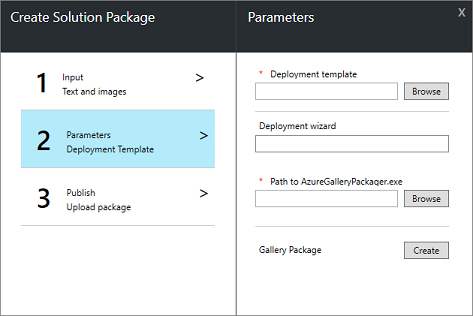 Create Solution Package
Parameters
X
1
Input
Text and images
>
2
Parameters
Deployment Template
>
3
Publish
Upload package
>
* Deployment template
Browse
Deployment wizard
* Path to AzureGalleryPackager.exe
Browse
Gallery Package
Create